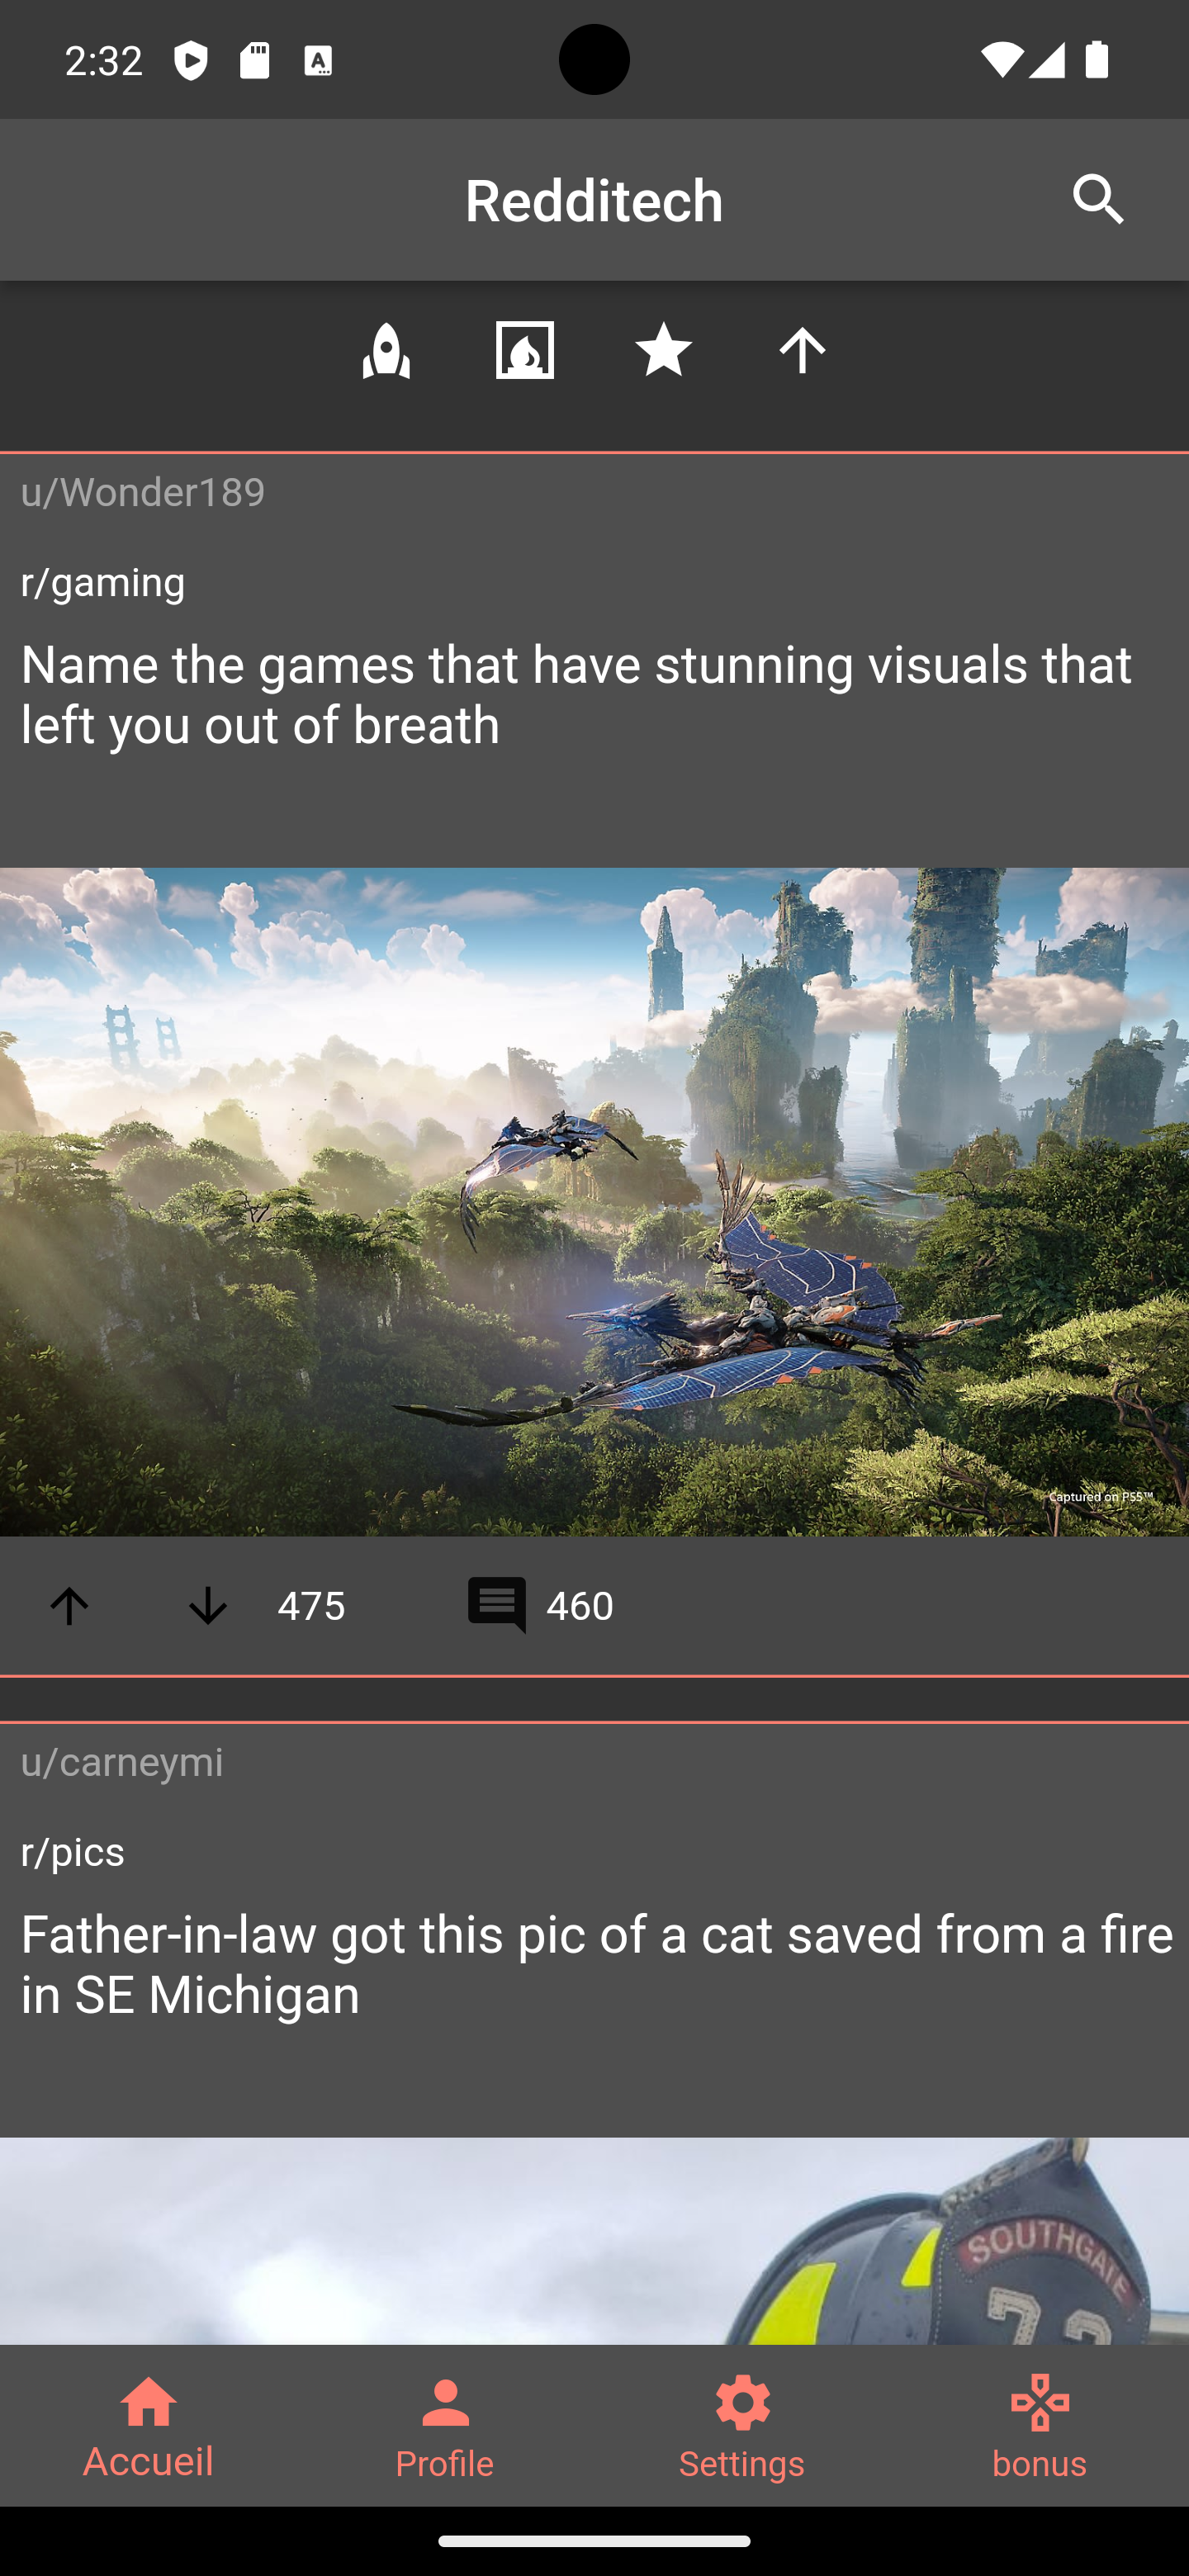 2:32
Redditech
u/Wonder189
r/gaming
Name the games that have stunning visuals that
left you out of breath
Captured on PS5™
475
460
u/carneymi
r/pics
Father-in-law got this pic of a cat saved from a fire
in SE Michigan
SOUTHGATE
Accueil
Profile
Settings
bonus